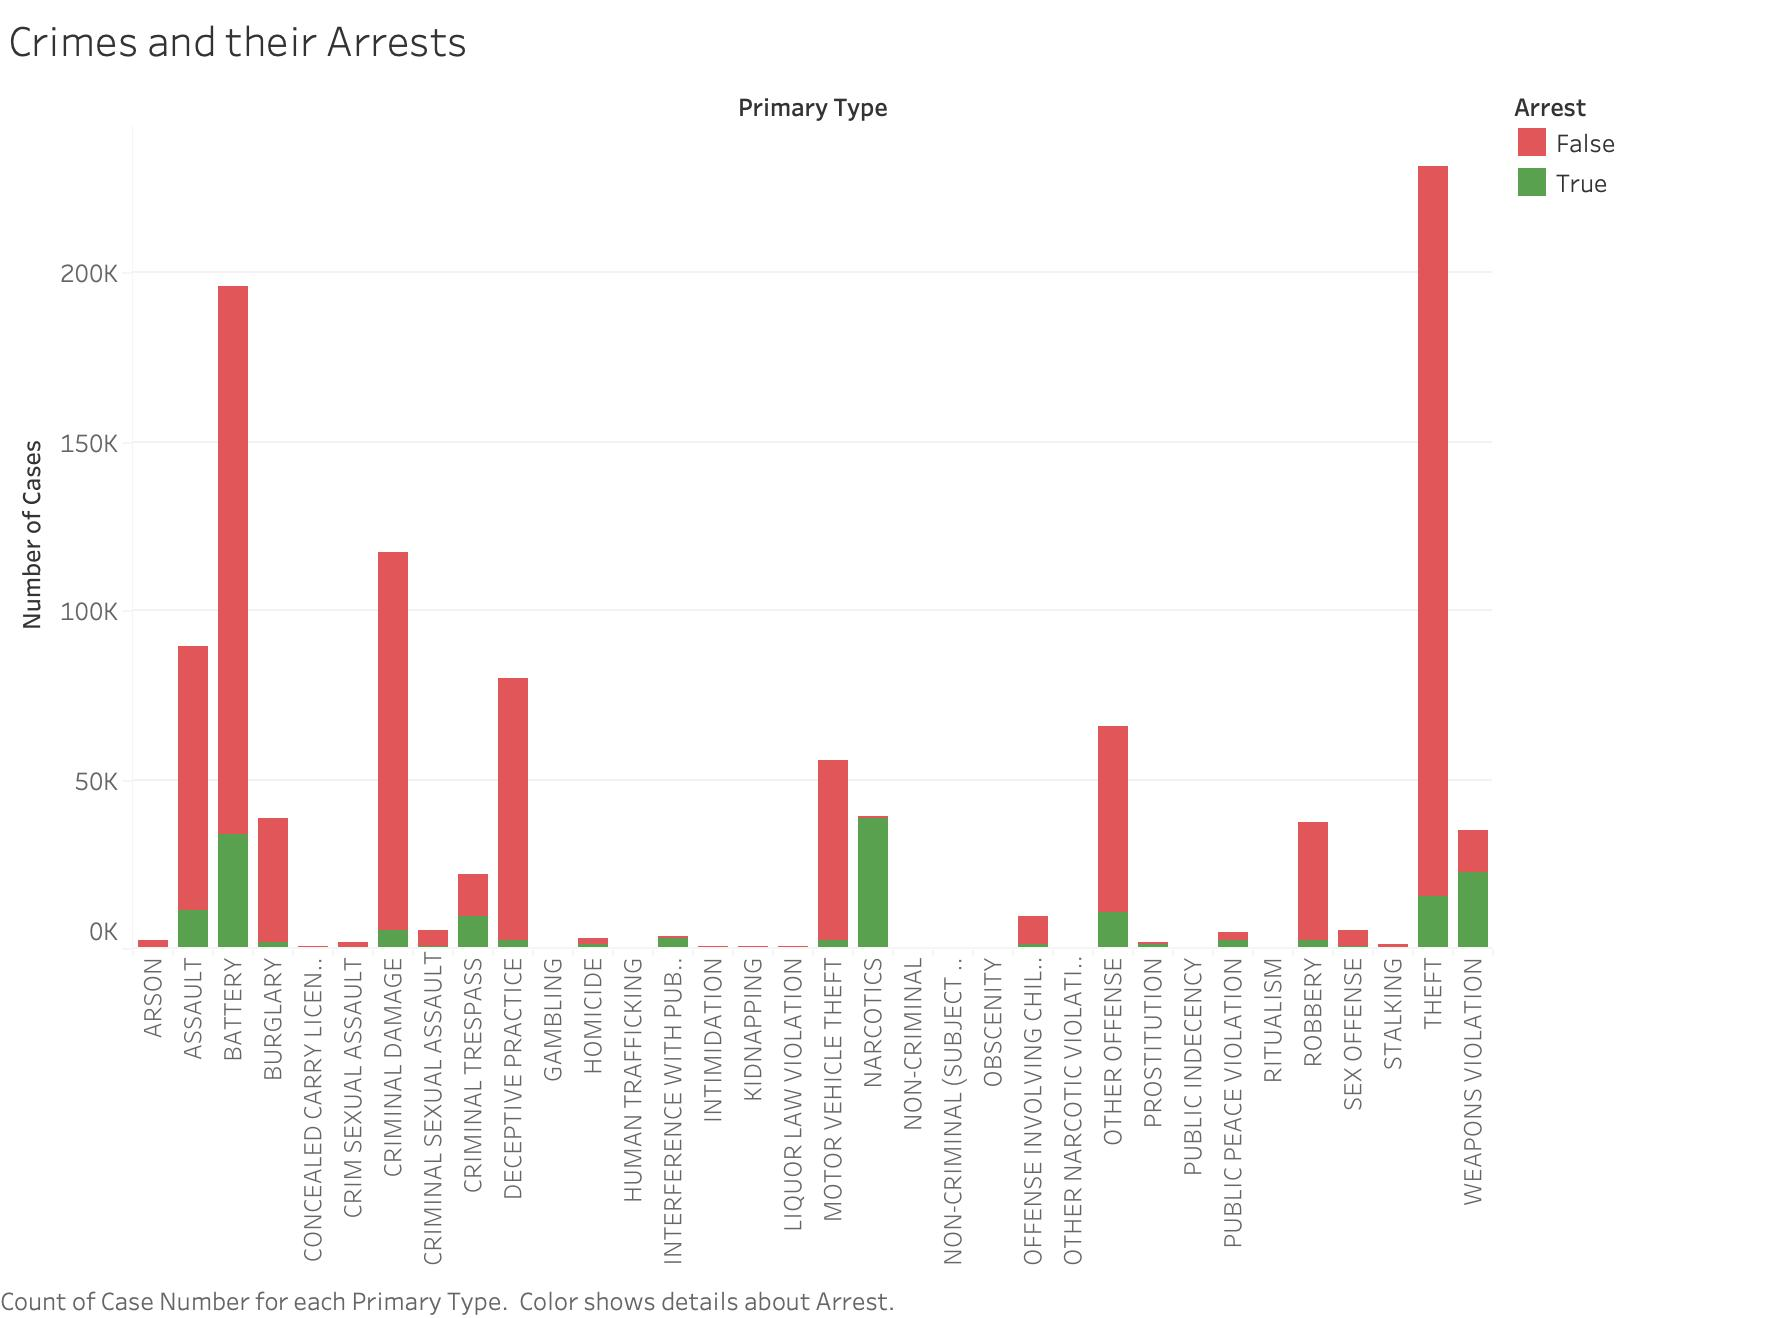 Crimes and their Arrests
Primary Type
Arrest
False
True
Number of Cases
200K
150K
100K
50K
0K
ARSON
ASSAULT
BATTERY
BURGLARY
CONCEALED CARRY LICEN..
CRIM SEXUAL ASSAULT
CRIMINAL DAMAGE
CRIMINAL SEXUAL ASSAULT
CRIMINAL TRESPASS
DECEPTIVE PRACTICE
GAMBLING
HOMICIDE
HUMAN TRAFFICKING
INTERFERENCE WITH PUB..
INTIMIDATION
KIDNAPPING
LIQUOR LAW VIOLATION
MOTOR VEHICLE THEFT
NARCOTICS
NON-CRIMINAL
NON-CRIMINAL (SUBJECT ..
OBSCENITY
OFFENSE INVOLVING CHIL..
OTHER NARCOTIC VIOLATI..
OTHER OFFENSE
PROSTITUTION
PUBLIC INDECENCY
PUBLIC PEACE VIOLATION
RITUALISM
ROBBERY
SEX OFFENSE
STALKING
THEFT
WEAPONS VIOLATION
Count of Case Number for each Primary Type.  Color shows details about Arrest.